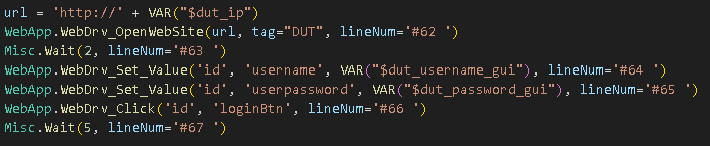 url = 'http://' + VAR("$dut_ip")
WebApp.WebDrv_OpenWebSite(url, tag="DUT", lineNum='#62 ')
Misc.Wait(2, lineNum='#63 ')
WebApp.WebDrv_Set_Value('id', 'username', VAR("$dut_username_gui"), lineNum='#64 ')
WebApp.WebDrv_Set_Value('id', 'userpassword', VAR("$dut_password_gui"), lineNum='#65 ')
WebApp.WebDrv_Click('id', 'loginBtn', lineNum='#66 ')
Misc.Wait(5, lineNum='#67 ')